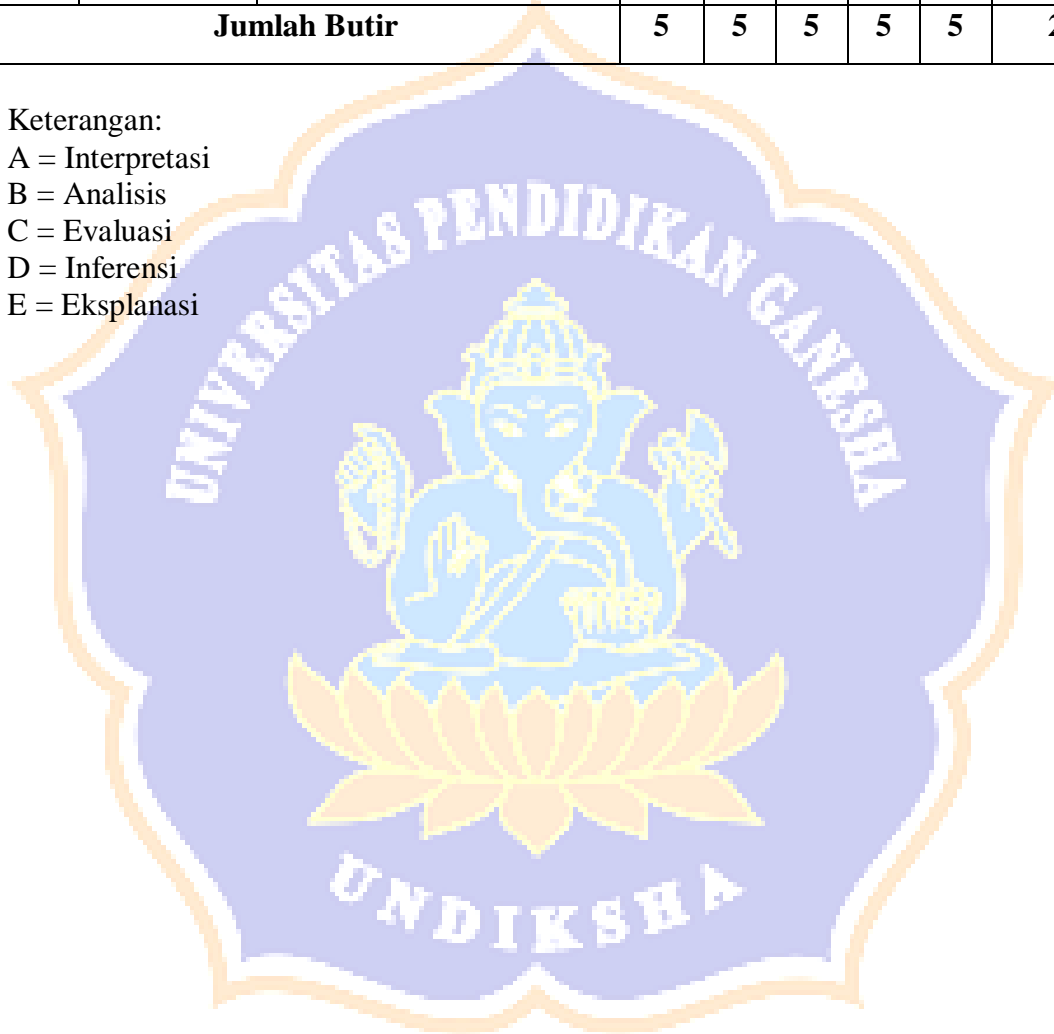 Jumlah Butir 5 5 5 5 5
Keterangan:
A = Interpretasi
B = Analisis
C = Evaluasi
D = Inferensi
E = Eksplanasi
UNIVERSITAS PENDIDIKAN GANESHA
UNDIKSHA